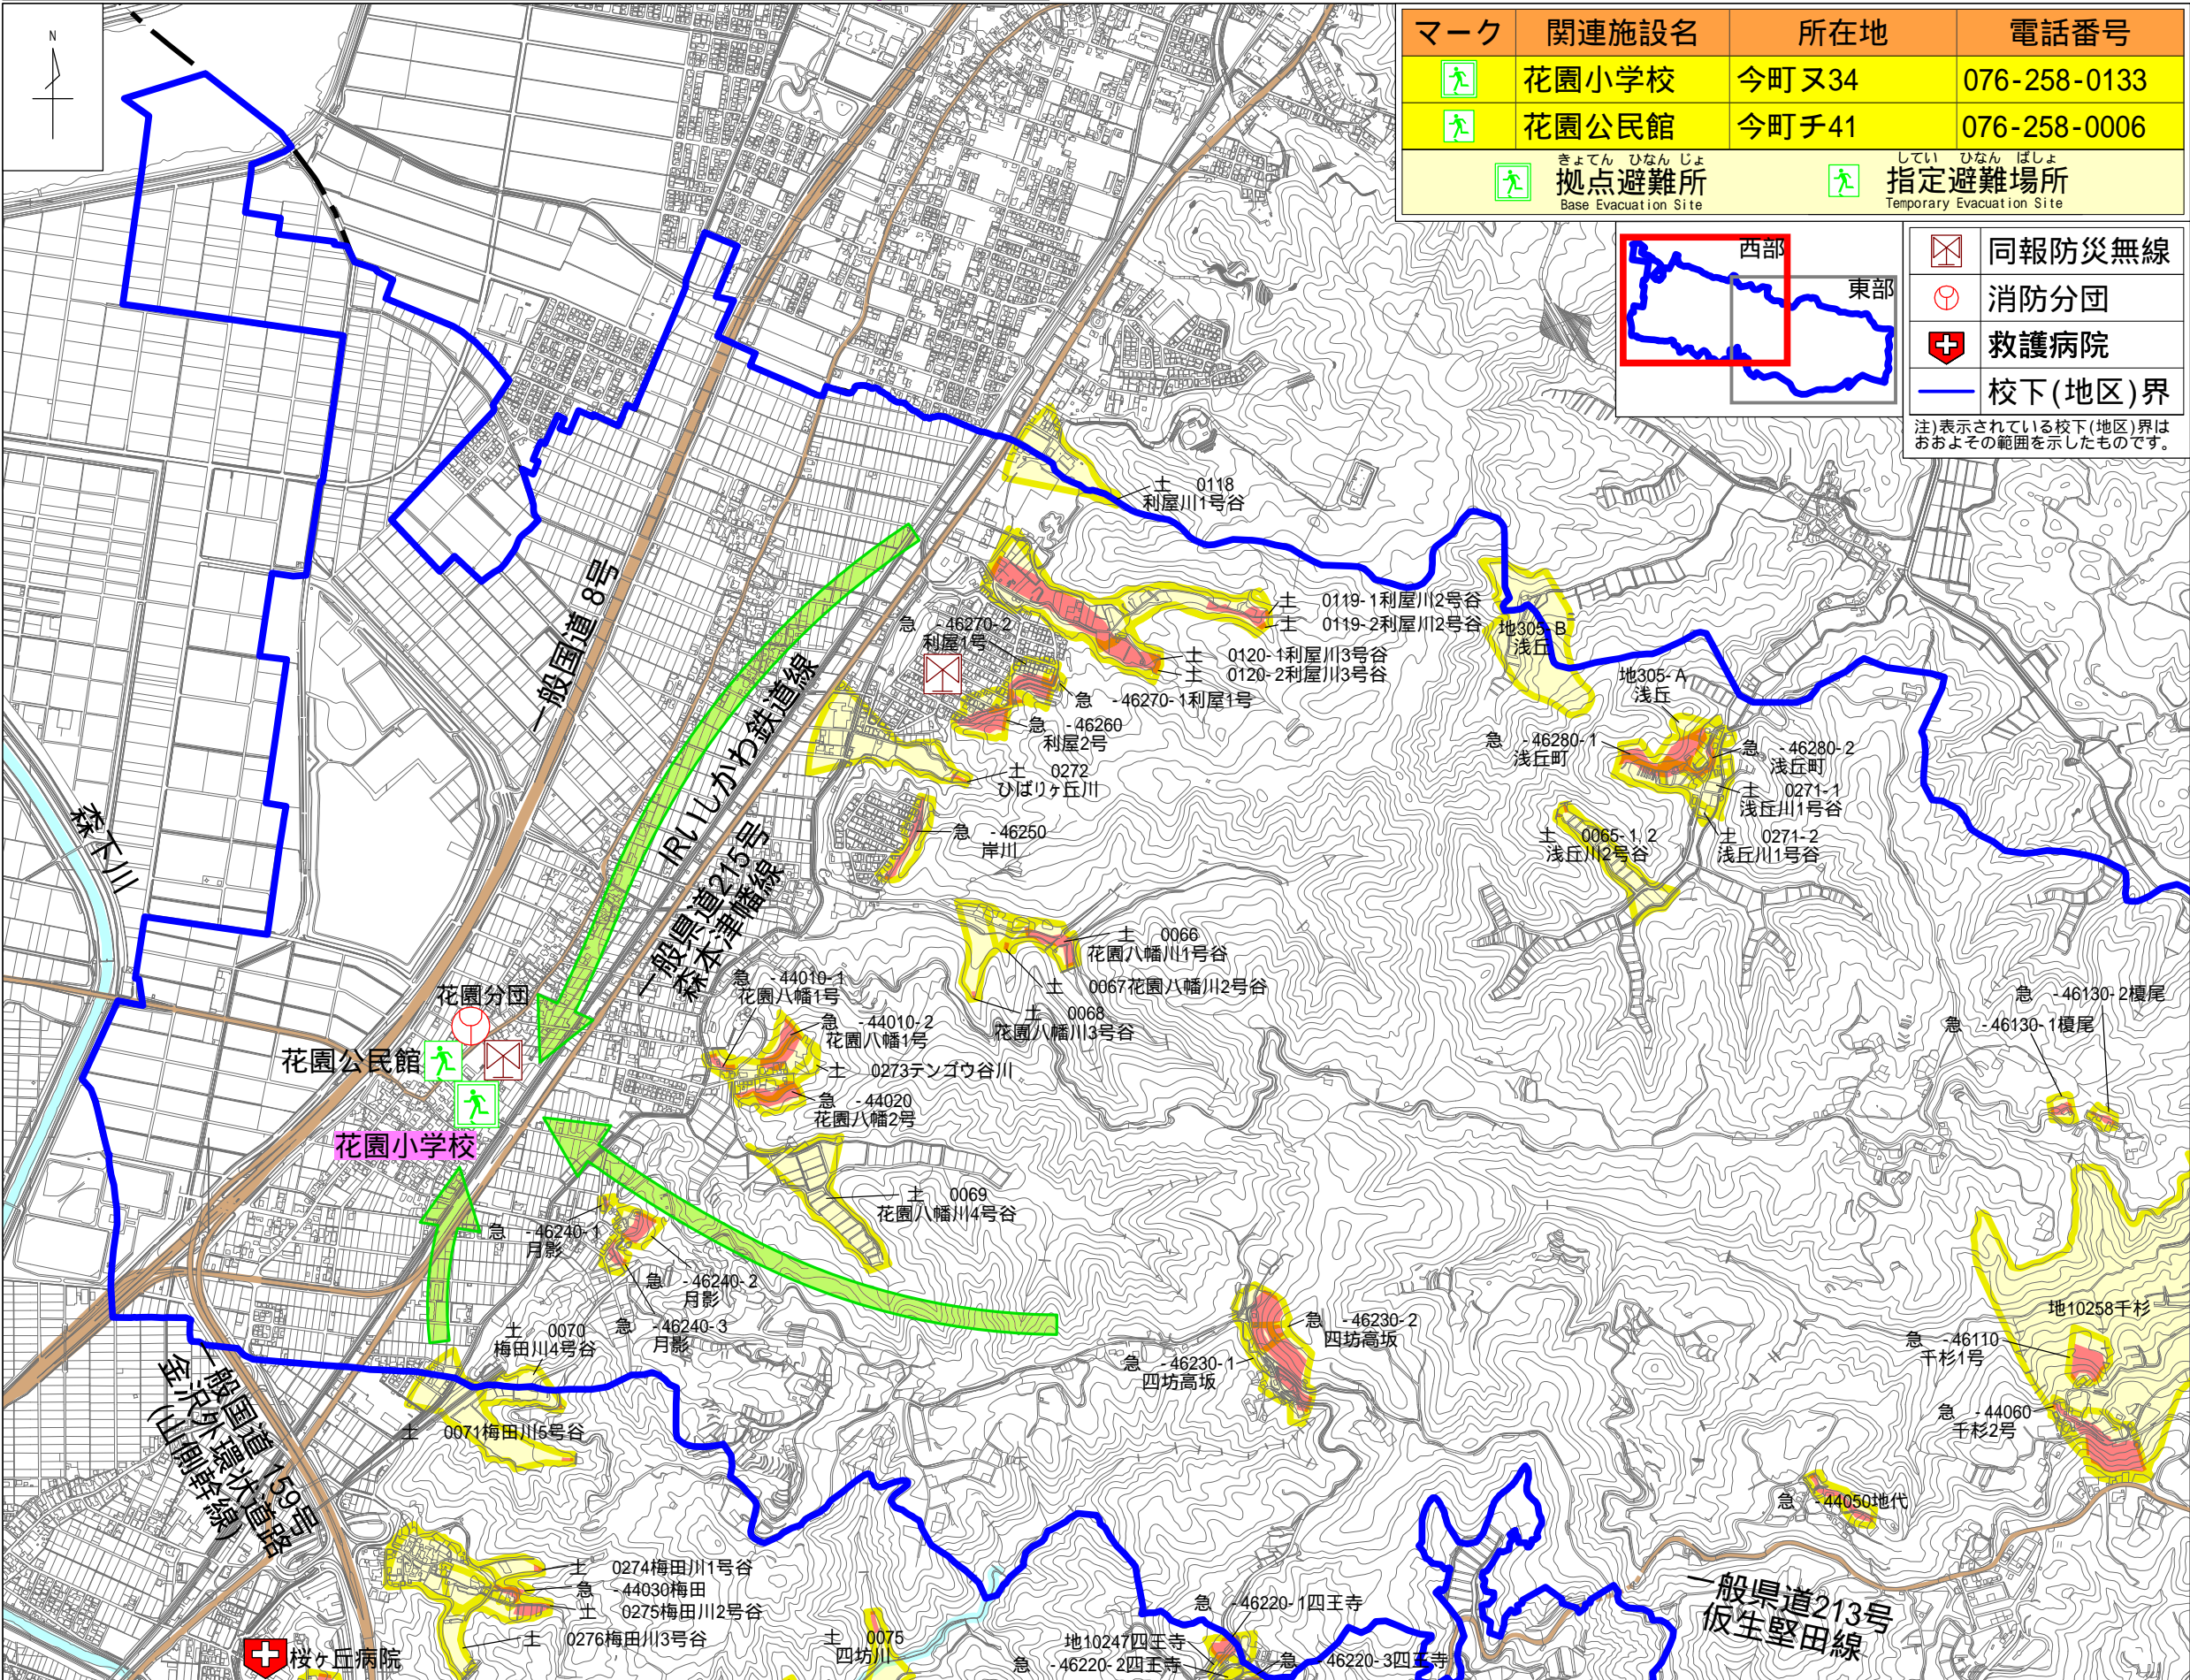 N
マーク 関連施設名 所在地 電話番号
花園小学校 今町ヌ34 076-258-0133
花園公民館 今町チ41 076-258-0006
きょてん ひなん じょ
拠点避難所
Base Evacuation Site
してい ひなん ばしょ
指定避難場所
Temporary Evacuation Site
西部
東部
同報防災無線
消防分団
救護病院
校下(地区)界
注)表示されている校下(地区)界は
おおよその範囲を示したものです。
土 0118
利屋川1号谷
一般国道 8号
土 0119-1利屋川2号谷
土 0119-2利屋川2号谷
急 -46270-2
利屋1号
土 0120-1利屋川3号谷
土 0120-2利屋川3号谷
急 -46270-1利屋1号
急 -46260
利屋2号
地305-B
浅丘
地305-A
浅丘
急 -46280-1
浅丘町
急 -46280-2
浅丘町
土 0271-1
浅丘川1号谷
土 0271-2
浅丘川1号谷
土 0065-1,2
浅丘川2号谷
IRいしかわ鉄道線
土 0272
ひばりヶ丘川
急 -46250
岸川
森下川
一般県道215号
森本津幡線
土 0066
花園八幡川1号谷
土 0067花園八幡川2号谷
土 0068
花園八幡川3号谷
急 -44010-1
花園八幡1号
急 -44010-2
花園八幡1号
土 0273テンゴウ谷川
急 -44020
花園八幡2号
花園分団
花園公民館
花園小学校
急 -46130-2榎尾
急 -46130-1榎尾
土 0069
花園八幡川4号谷
急 -46240-1
月影
急 -46240-2
月影
急 -46240-3
月影
土 0070
梅田川4号谷
急 -46230-2
四坊高坂
急 -46230-1
四坊高坂
地10258千杉
急 -46110
千杉1号
急 -44060
千杉2号
急 -44050地代
土 0071梅田川5号谷
一般国道 159号
金沢外環状道路
(山側幹線)
土 0274梅田川1号谷
急 -44030梅田
土 0275梅田川2号谷
土 0276梅田川3号谷
桜ヶ丘病院
土 0075
四坊川
急 -46220-1四王寺
地10247四王寺
急 -46220-2四王寺
急 -46220-3四王寺
一般県道213号
仮生堅田線